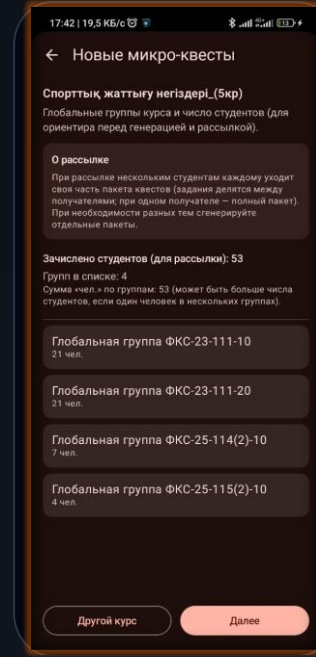 17:42 | 19,5 КБ/с
← Новые микро-квесты
Спорттық жаттығу негіздері_(5кр)
Глобальные группы курса и число студентов (для
ориентира перед генерацией и рассылкой).
О рассылке
При рассылке нескольким студентам каждому уходит
своя часть пакета квестов (задания делятся между
получателями; при одном получателе — полный пакет).
При необходимости разных тем сгенерируйте
отдельные пакеты.
Зачислено студентов (для рассылки): 53
Групп в списке: 4
Сумма «чел.» по группам: 53 (может быть больше числа
студентов, если один человек в нескольких группах).
Глобальная группа ФКС-23-111-10
21 чел.
Глобальная группа ФКС-23-111-20
21 чел.
Глобальная группа ФКС-25-114(2)-10
7 чел.
Глобальная группа ФКС-25-115(2)-10
4 чел.
Другой курс
Далее